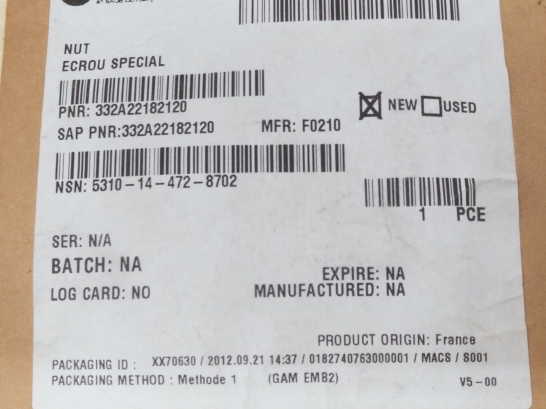 NUT
ECROU SPECIAL
PNR: 332A22182120
NEW USED
SAP PNR:332A22182120 MFR: F0210
NSN: 5310-14-472-8702
1 PCE
SER: N/A
BATCH: NA EXPIRE: NA
LOG CARD: NO MANUFACTURED: NA
PRODUCT ORIGIN: France
PACKAGING ID : XX70630 / 2012.09.21 14:37 / 0182740763000001 / MACS / S001
PACKAGING METHOD : Methode 1 (GAM EMB2) V5-00